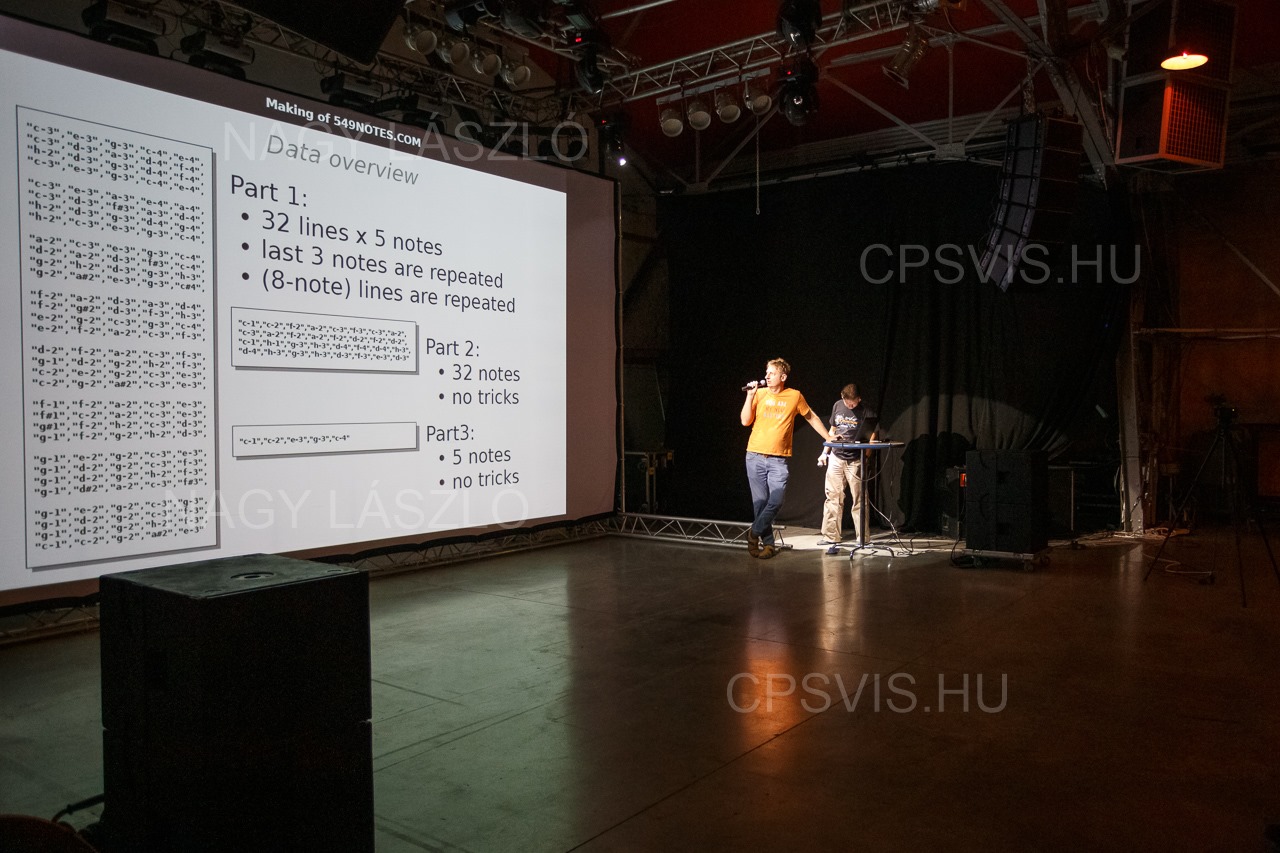 Making of 549NOTES.COM
Data overview
"c-3","e-3","g-3","c-4","e-4",
"c-3","d-3","a-3","d-4","f-4",
"h-2","d-3","g-3","d-4","f-4",
"c-3","e-3","g-3","c-4","e-4",
"c-3","e-3","a-3","e-4","a-4",
"c-3","d-3","f#3","a-3","d-4",
"h-2","d-3","g-3","d-4","g-4",
"h-2","c-3","e-3","g-3","c-4",
"a-2","c-3","e-3","g-3","c-4",
"d-2","a-2","d-3","f#3","c-4",
"g-2","h-2","d-3","g-3","h-3",
"g-2","a#2","e-3","g-3","c#4",
"f-2","a-2","d-3","a-3","d-4",
"f-2","g#2","d-3","f-3","h-3",
"e-2","g-2","c-3","g-3","c-4",
"e-2","f-2","a-2","c-3","f-3",
"d-2","f-2","a-2","c-3","f-3",
"g-1","d-2","g-2","h-2","f-3",
"c-2","e-2","g-2","c-3","e-3",
"c-2","g-2","a#2","c-3","e-3",
"f-1","f-2","a-2","c-3","e-3",
"f#1","c-2","a-2","c-3","d#3",
"g#1","f-2","h-2","c-3","d-3",
"g-1","f-2","g-2","h-2","d-3",
"g-1","e-2","g-2","c-3","e-3",
"g-1","d-2","g-2","c-3","f-3",
"g-1","d-2","g-2","h-2","f-3",
"g-1","d#2","a-2","c-3","f#3",
"g-1","e-2","g-2","c-3","g-3",
"g-1","d-2","g-2","c-3","f-3",
"g-1","d-2","g-2","h-2","f-3",
"c-1","c-2","g-2","a#2","e-3"
Part 1:
• 32 lines x 5 notes
• last 3 notes are repeated
• (8-note) lines are repeated
"c-1","c-2","f-2","a-2","c-3","f-3","c-3","a-2",
"c-3","a-2","f-2","a-2","f-2","d-2","f-2","d-2",
"c-1","h-1","g-3","h-3","d-4","f-4","d-4","h-3",
"d-4","h-3","g-3","h-3","d-3","f-3","e-3","d-3"
Part 2:
• 32 notes
• no tricks
"c-1","c-2","e-3","g-3","c-4"
Part3:
• 5 notes
• no tricks
NAGY LÁSZLÓ
CPSVIS.HU
NAGY LÁSZLÓ
CPSVIS.HU